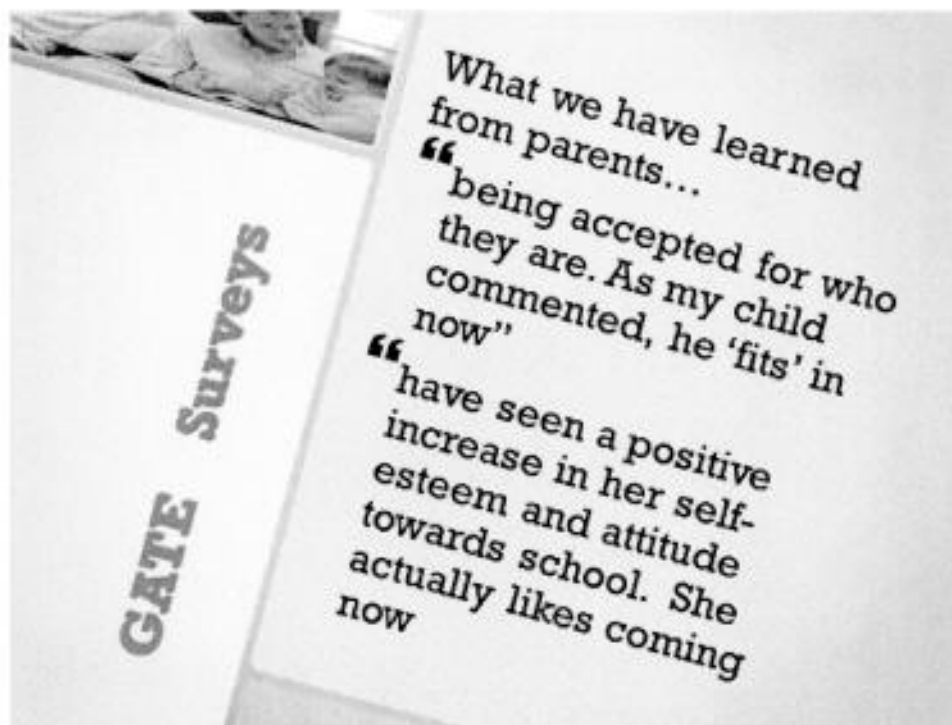 GATE Surveys
What we have learned
from parents...
“being accepted for who
they are. As my child
commented, he ‘fits’ in
now”
“have seen a positive
increase in her self-
esteem and attitude
towards school.  She
actually likes coming
now